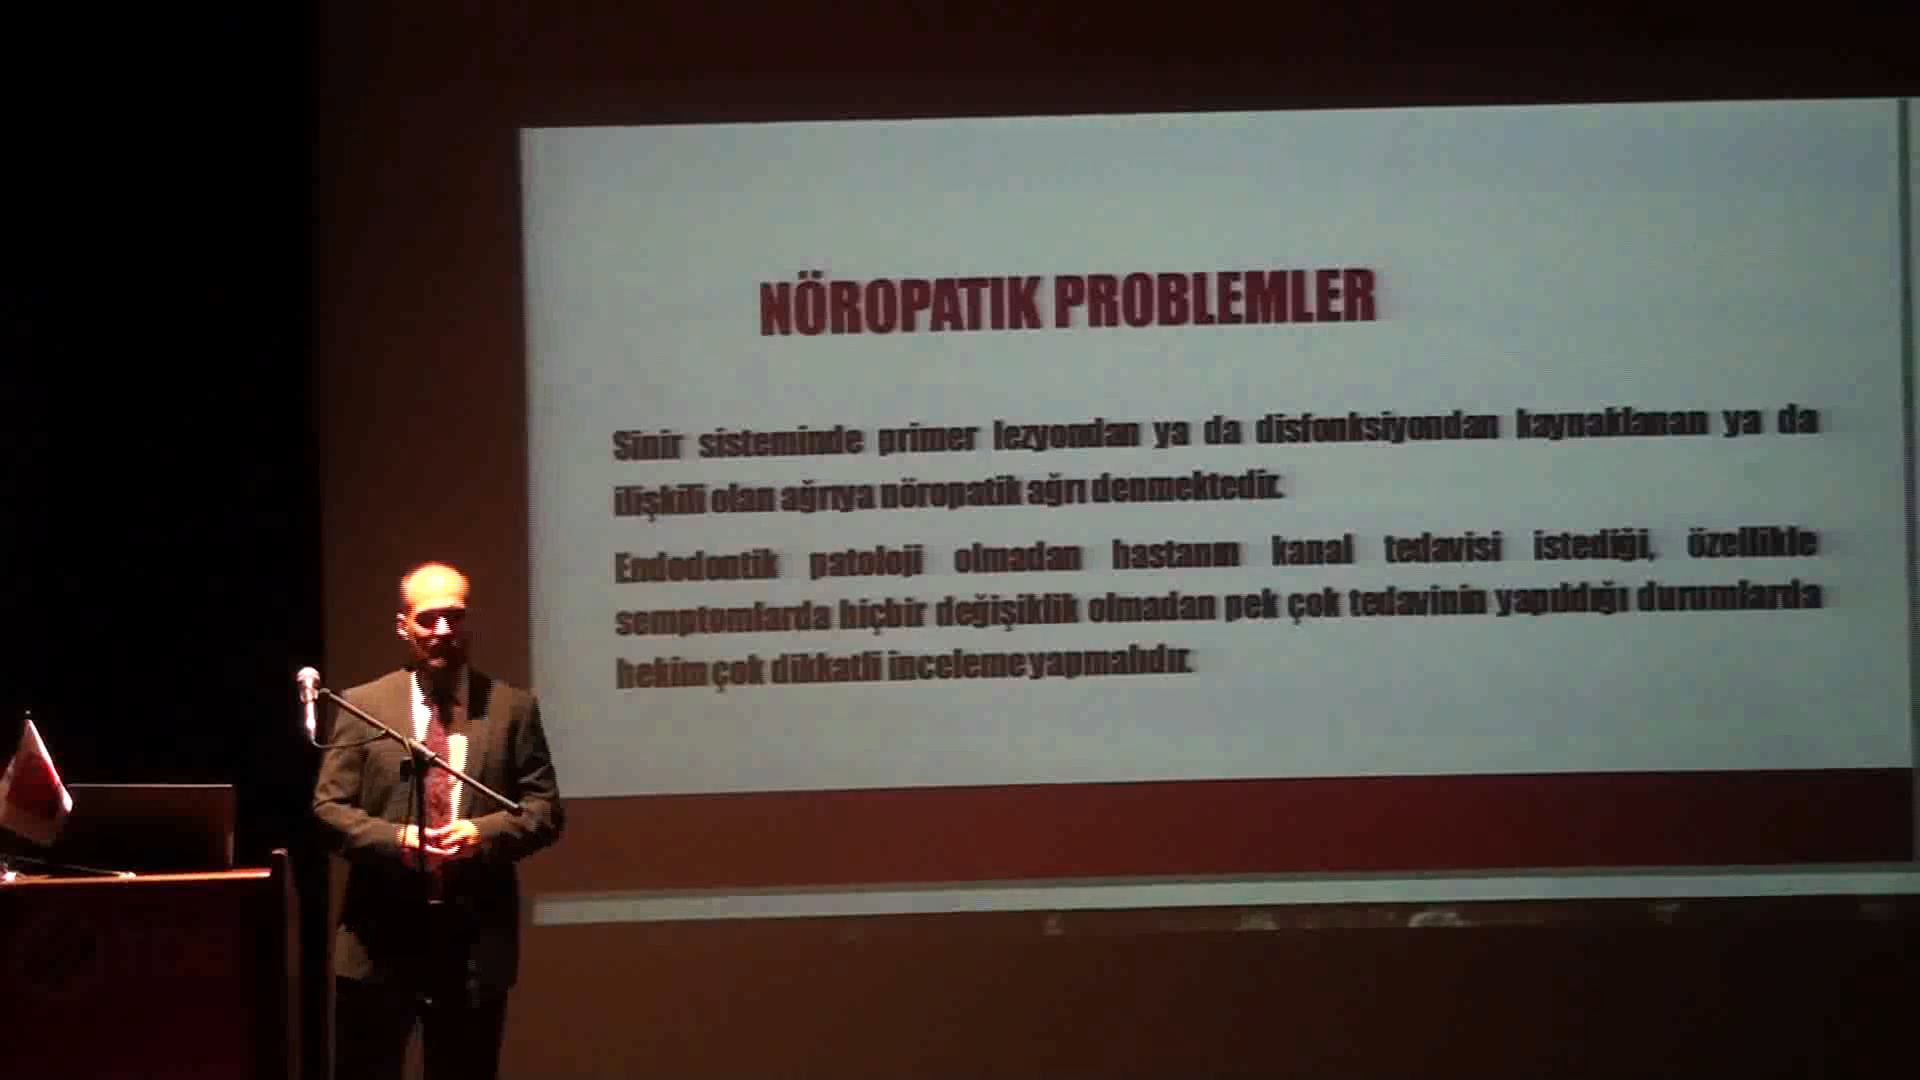 NÖROPATIK PROBLEMLER
Sinir sisteminde primer lezyondan ya da disfonksiyondan kaynaklanan ya da
ilişkili olan ağrıya nöropatik ağrı denmektedir.
Endodontik patoloji olmadan hastanın kanal tedavisi istediği, özellikle
semptomlarda hiçbir değişiklik olmadan pek çok tedavinin yapıldığı durumlarda
hekim çok dikkatli inceleme yapmalıdır.